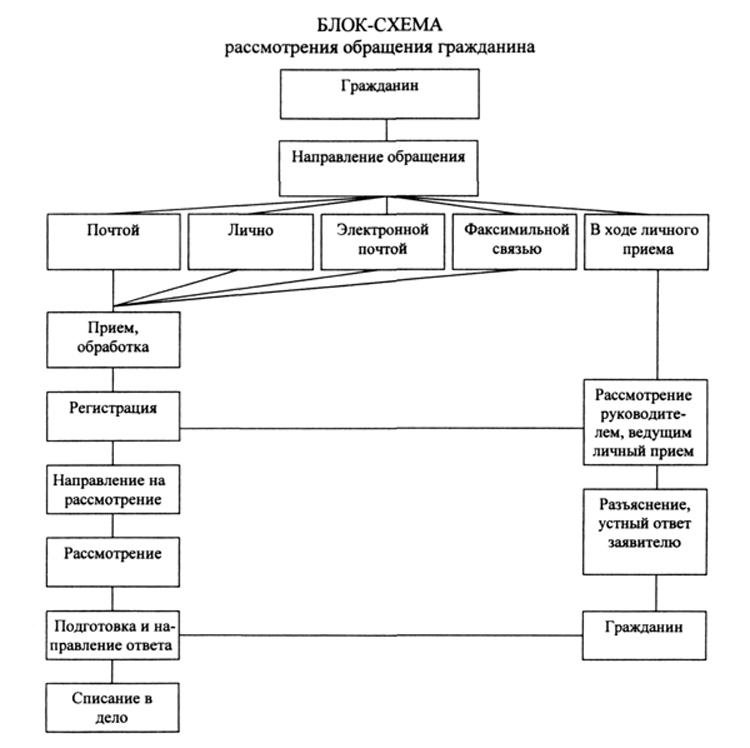 БЛОК-СХЕМА
рассмотрения обращения гражданина
Гражданин
Направление обращения
Почтой
Лично
Электронной
почтой
Факсимильной
связью
В ходе личного
приема
Прием,
обработка
Регистрация
Рассмотрение
руководите-
лем, ведущим
личный прием
Направление на
рассмотрение
Разъяснение,
устный ответ
заявителю
Рассмотрение
Подготовка и на-
правление ответа
Гражданин
Списание в
дело